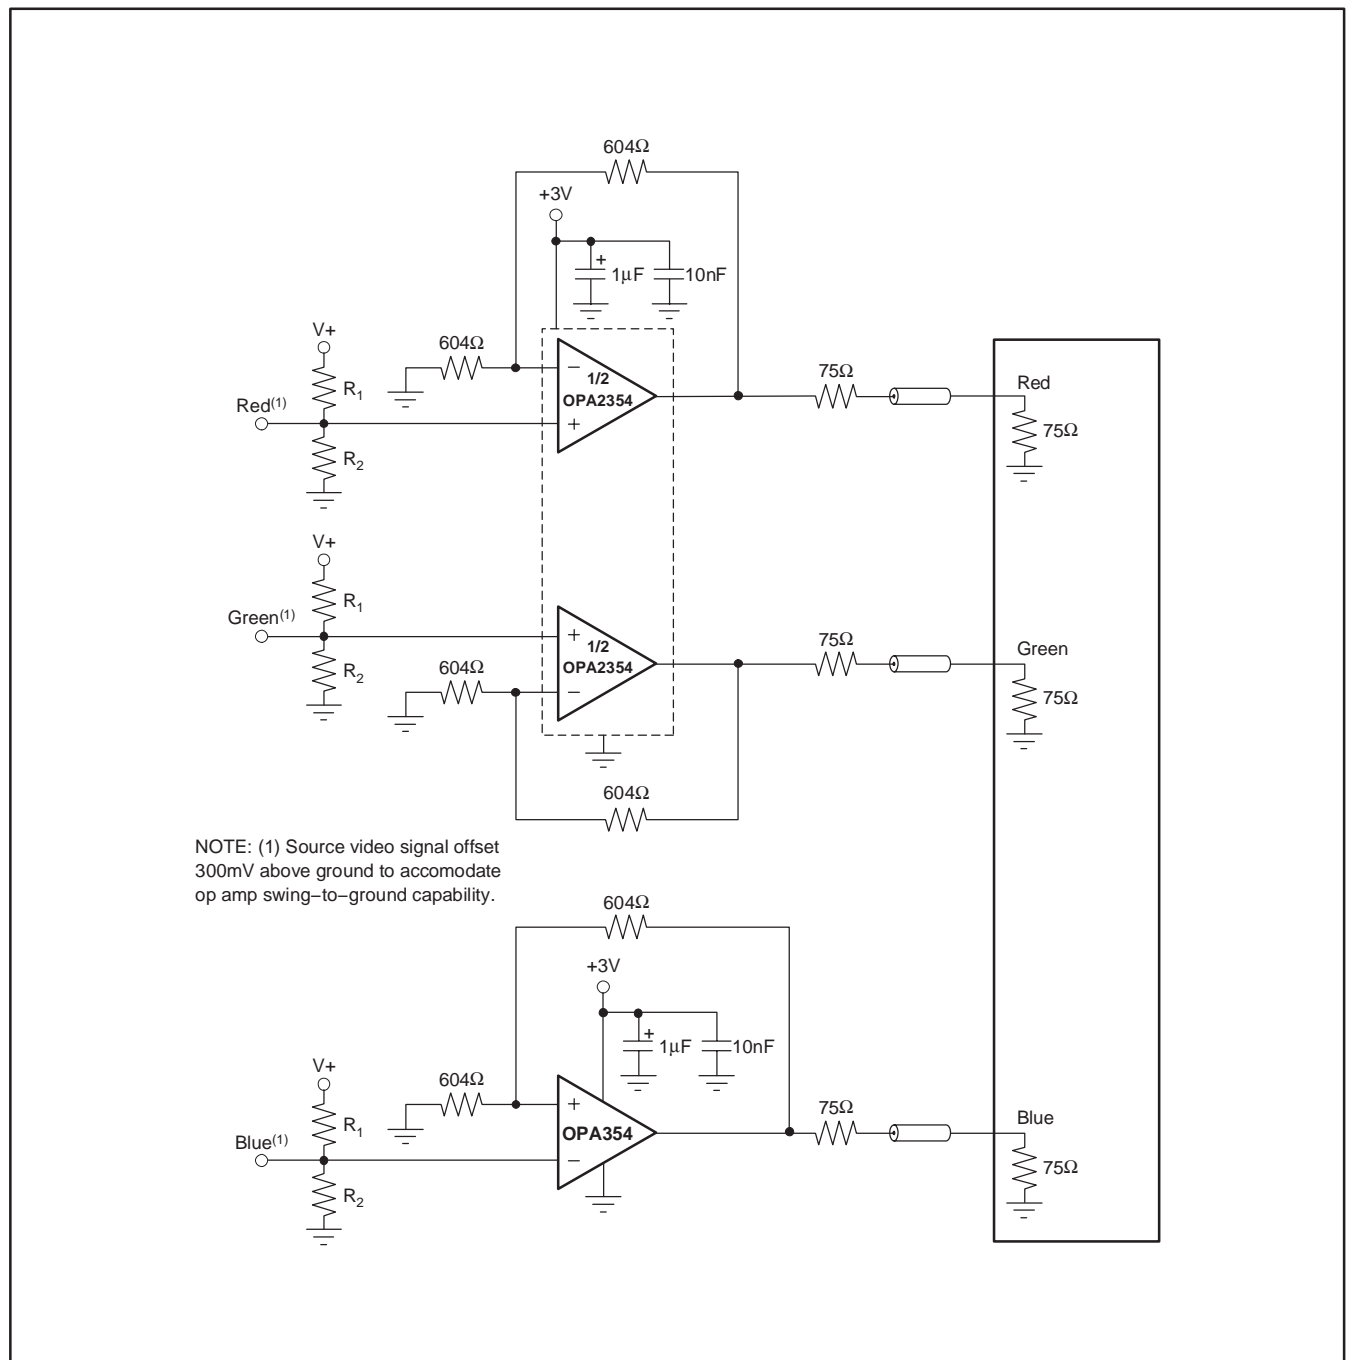 604Ω
+3V
+
1μF
10nF
V+
604Ω
R1
Red(1)
R2
−
1/2
OPA2354
+
75Ω
Red
75Ω
V+
R1
Green(1)
R2
+
1/2
OPA2354
−
604Ω
75Ω
Green
75Ω
604Ω
NOTE: (1) Source video signal offset
300mV above ground to accomodate
op amp swing−to−ground capability.
604Ω
+3V
+
1μF
10nF
V+
604Ω
R1
Blue(1)
R2
+
OPA354
−
75Ω
Blue
75Ω